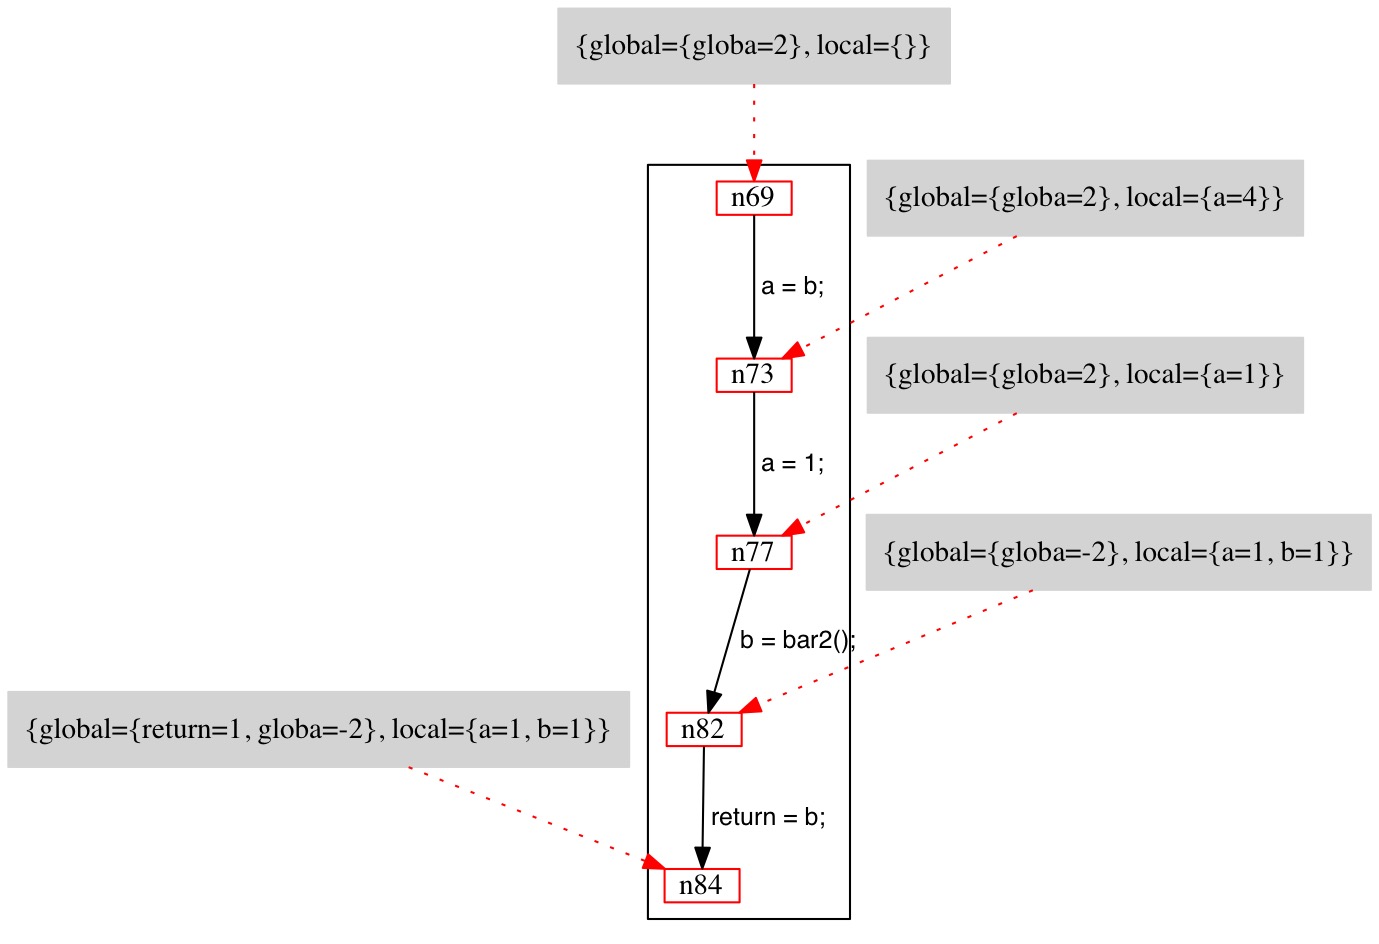 {global={globa=2}, local={}}
n69
{global={globa=2}, local={a=4}}
a = b;
n73
{global={globa=2}, local={a=1}}
a = 1;
n77
{global={globa=-2}, local={a=1, b=1}}
b = bar2();
n82
{global={return=1, globa=-2}, local={a=1, b=1}}
return = b;
n84